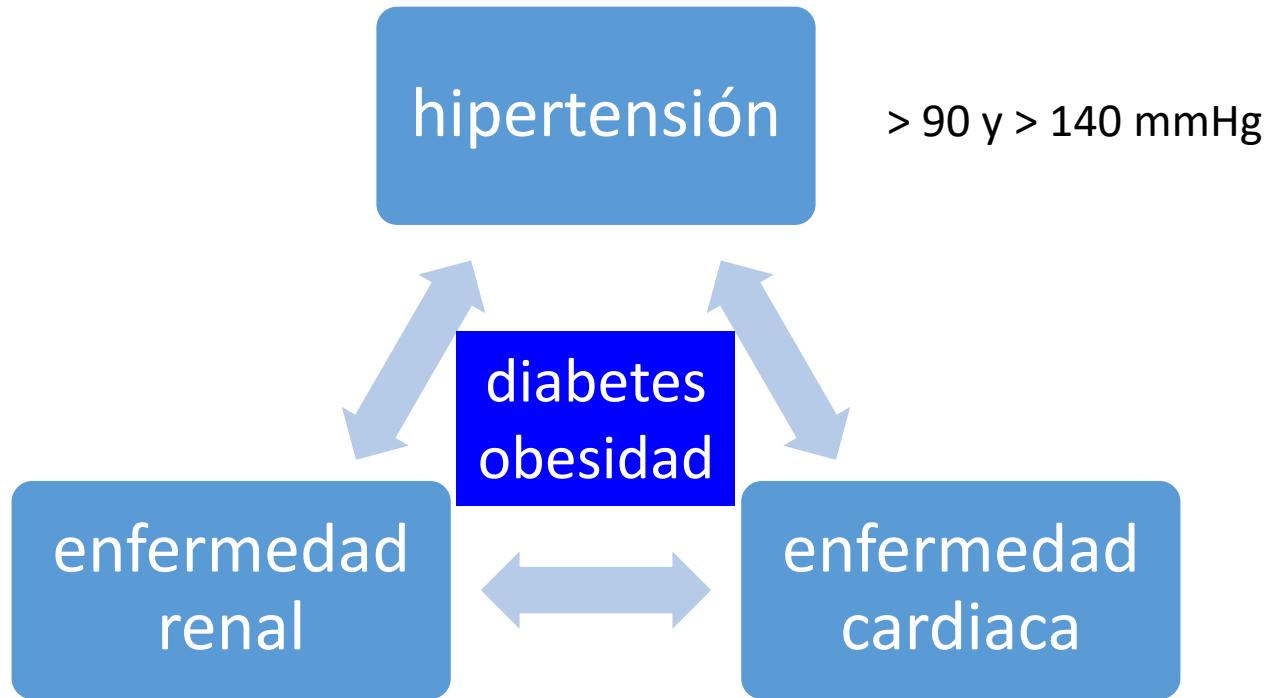 hipertensión
> 90 y > 140 mmHg
diabetes
obesidad
enfermedad
renal
enfermedad
cardiaca